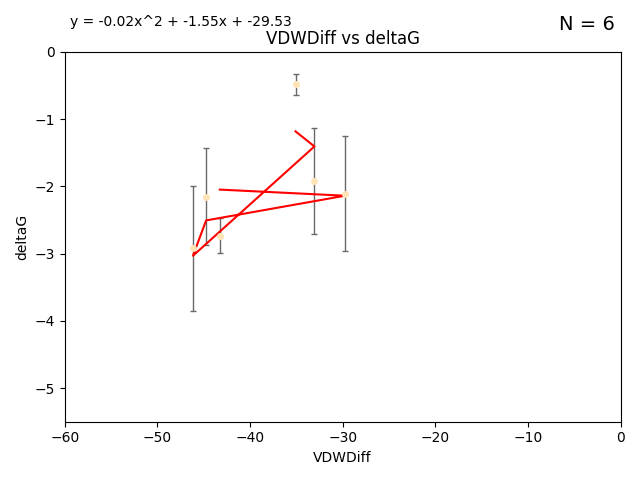 y = -0.02x^2 + -1.55x + -29.53
N = 6
VDWDiff vs deltaG
0
−1
−2
−3
−4
−5
deltaG
−60 −50 −40 −30 −20 −10 0
VDWDiff